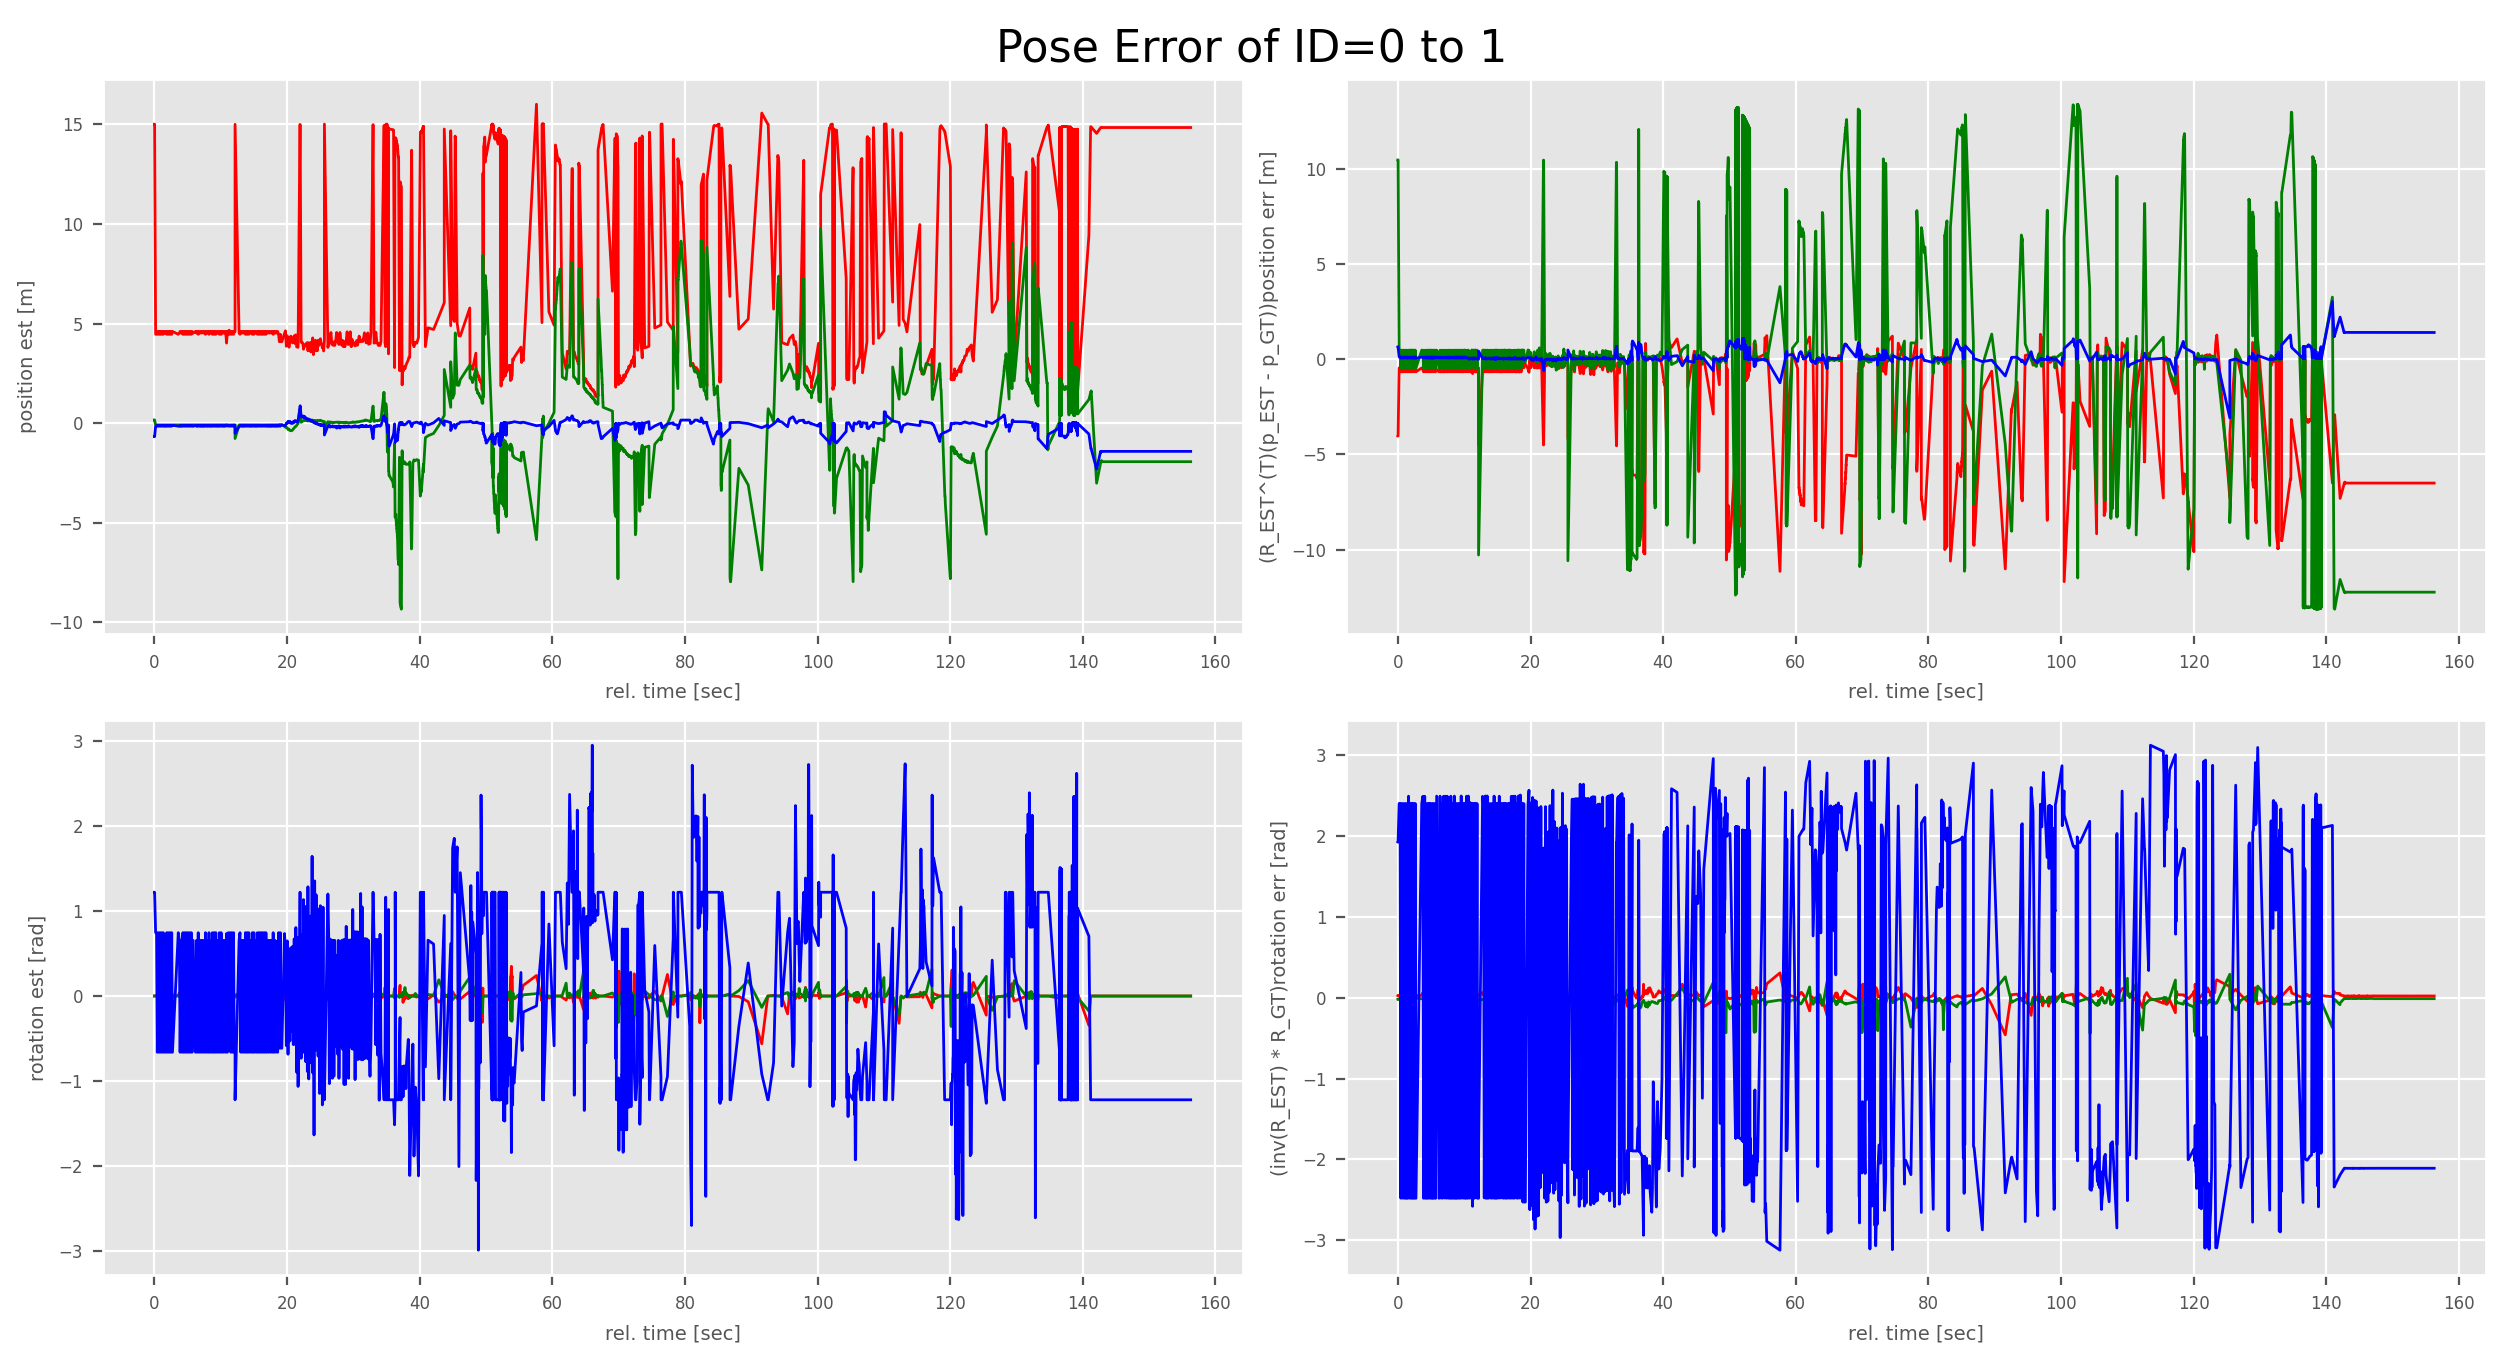 Pose Error of ID=0 to 1
position est [m]
15
10
5
0
−5
−10
0 20 40 60 80 100 120 140 160
rel. time [sec]
(R_EST^(T)(p_EST - p_GT))position err [m]
10
5
0
−5
−10
0 20 40 60 80 100 120 140 160
rel. time [sec]
rotation est [rad]
3
2
1
0
−1
−2
−3
0 20 40 60 80 100 120 140 160
rel. time [sec]
(inv(R_EST) * R_GT)rotation err [rad]
3
2
1
0
−1
−2
−3
0 20 40 60 80 100 120 140 160
rel. time [sec]